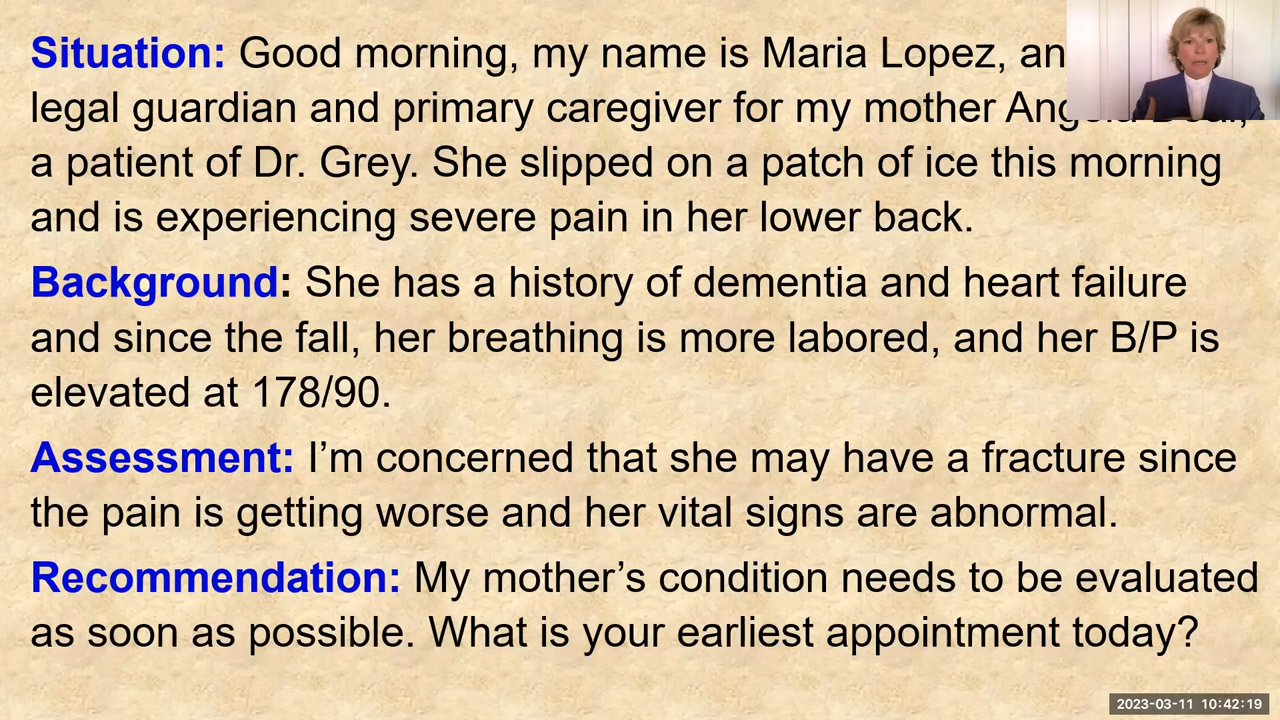 Situation: Good morning, my name is Maria Lopez, an
legal guardian and primary caregiver for my mother
a patient of Dr. Grey. She slipped on a patch of ice this morning
and is experiencing severe pain in her lower back.
Background: She has a history of dementia and heart failure
and since the fall, her breathing is more labored, and her B/P is
elevated at 178/90.
Assessment: I’m concerned that she may have a fracture since
the pain is getting worse and her vital signs are abnormal.
Recommendation: My mother’s condition needs to be evaluated
as soon as possible. What is your earliest appointment today?
2023-03-11 10:42:19